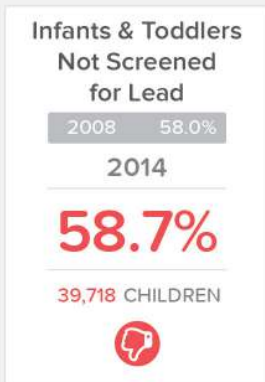 Infants & Toddlers
Not Screened
for Lead
2008 58.0%
2014
58.7%
39,718 CHILDREN